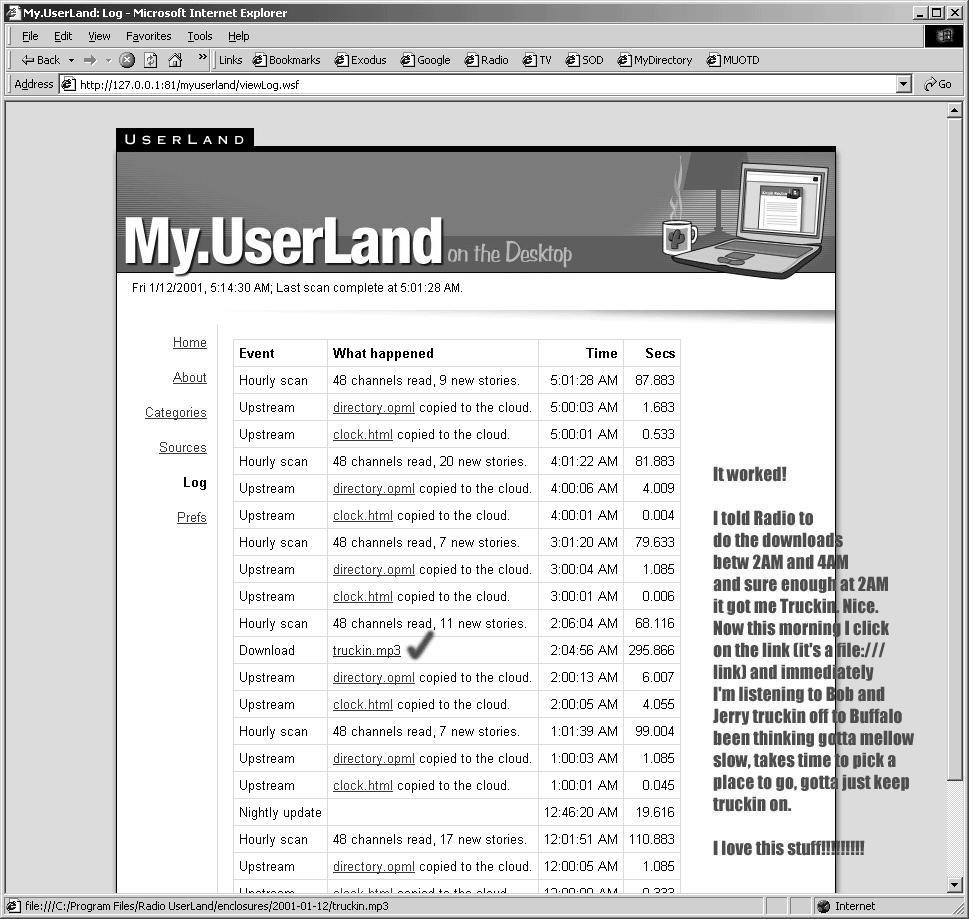 My.UserLand: Log - Microsoft Internet Explorer
File Edit View Favorites Tools Help
Back » Links Bookmarks Exodus Google Radio TV SOD MyDirectory MUOTD
Address http://127.0.0.1:81/myuserland/viewLog.wsf Go
USERLAND
My.UserLand on the Desktop
Fri 1/12/2001, 5:14:30 AM; Last scan complete at 5:01:28 AM.
Home
About
Categories
Sources
Log
Prefs
Event What happened Time Secs
Hourly scan 48 channels read, 9 new stories. 5:01:28 AM 87.883
Upstream directory.opml copied to the cloud. 5:00:03 AM 1.683
Upstream clock.html copied to the cloud. 5:00:01 AM 0.533
Hourly scan 48 channels read, 20 new stories. 4:01:22 AM 81.883
Upstream directory.opml copied to the cloud. 4:00:06 AM 4.009
Upstream clock.html copied to the cloud. 4:00:01 AM 0.004
Hourly scan 48 channels read, 7 new stories. 3:01:20 AM 79.633
Upstream directory.opml copied to the cloud. 3:00:04 AM 1.085
Upstream clock.html copied to the cloud. 3:00:01 AM 0.006
Hourly scan 48 channels read, 11 new stories. 2:06:04 AM 68.116
Download truckin.mp3 2:04:56 AM 295.866
Upstream directory.opml copied to the cloud. 2:00:13 AM 6.007
Upstream clock.html copied to the cloud. 2:00:05 AM 4.055
Hourly scan 48 channels read, 7 new stories. 1:01:39 AM 99.004
Upstream directory.opml copied to the cloud. 1:00:03 AM 1.085
Upstream clock.html copied to the cloud. 1:00:01 AM 0.045
Nightly update 12:46:20 AM 19.616
Hourly scan 48 channels read, 17 new stories. 12:01:51 AM 110.883
Upstream directory.opml copied to the cloud. 12:00:05 AM 1.085
Upstream clock.html copied to the cloud. 12:00:00 AM 0.333
It worked!
I told Radio to
do the downloads
betw 2AM and 4AM
and sure enough at 2AM
it got me Truckin. Nice.
Now this morning I click
on the link (it's a file:///
link) and immediately
I'm listening to Bob and
Jerry truckin off to Buffalo
been thinking gotta mellow
slow, takes time to pick a
place to go, gotta just keep
truckin on.
I love this stuff!!!!!!!!!
file:///C:/Program Files/Radio UserLand/enclosures/2001-01-12/truckin.mp3 Internet